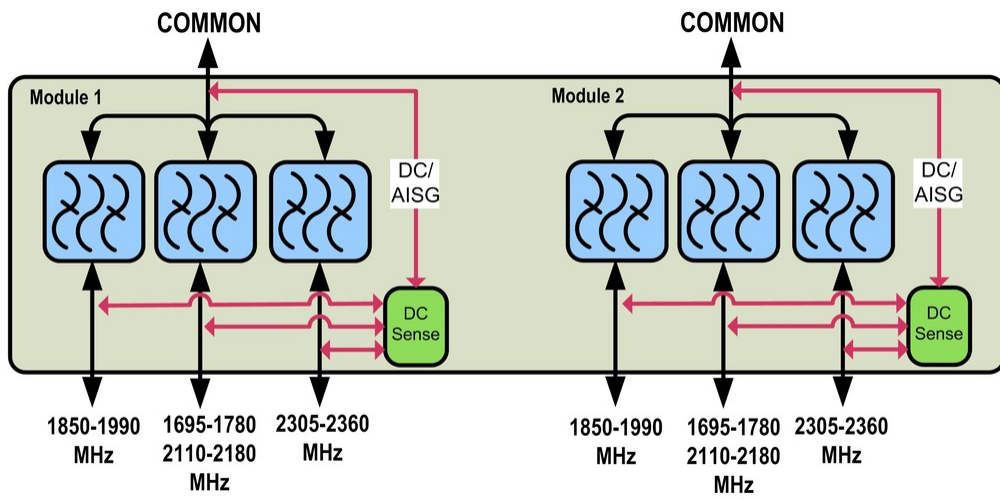 COMMON
COMMON
Module 1
Module 2
DC/
AISG
DC/
AISG
DC
Sense
DC
Sense
1850-1990
MHz
1695-1780
2110-2180
MHz
2305-2360
MHz
1850-1990
MHz
1695-1780
2110-2180
MHz
2305-2360
MHz